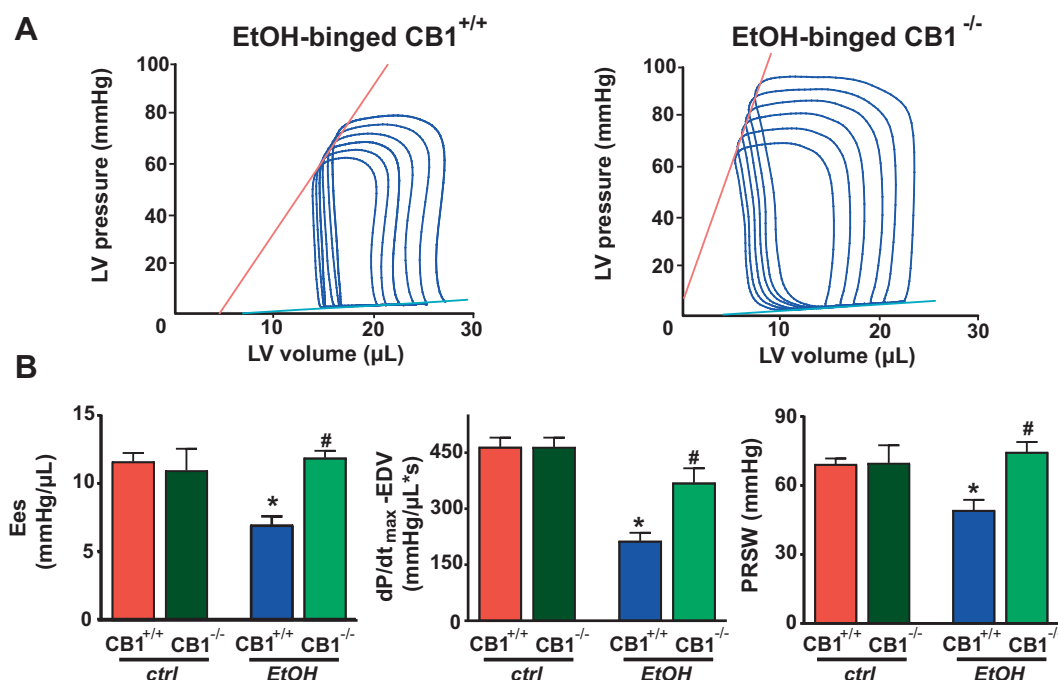 A
EtOH-binged CB1+/+
LV pressure (mmHg)
100
80
60
40
20
0
10
20
30
LV volume (µL)
EtOH-binged CB1 -/-
LV pressure (mmHg)
100
80
60
40
20
0
10
20
30
LV volume (µL)
B
Ees
(mmHg/µL)
15
10
5
0
*
#
CB1+/+ CB1-/- CB1+/+ CB1-/-
ctrl EtOH
dP/dtmax -EDV
(mmHg/µL*s)
450
300
150
0
*
#
CB1+/+ CB1-/- CB1+/+ CB1-/-
ctrl EtOH
PRSW (mmHg)
90
60
30
0
*
#
CB1+/+ CB1-/- CB1+/+ CB1-/-
ctrl EtOH